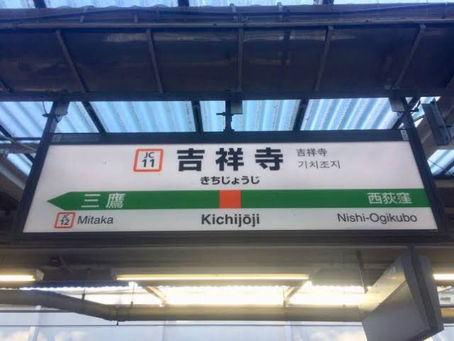 JC
11
吉祥寺
吉祥寺
기치조지
きちじょうじ
三鷹
西荻窪
JC
12
Mitaka
Kichijōji
Nishi-Ogikubo